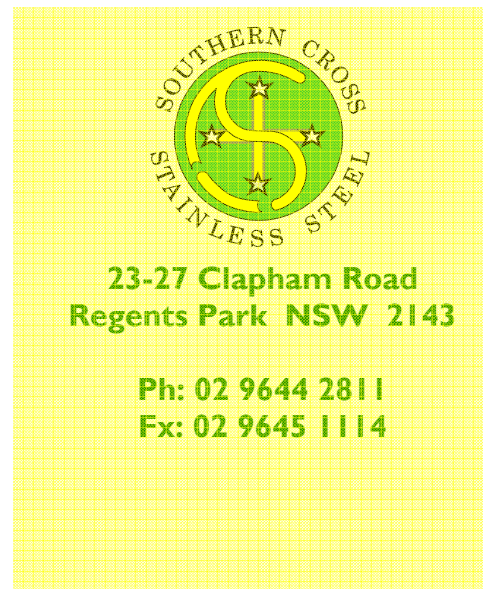 SOUTHERN CROSS
STAINLESS STEEL
23-27 Clapham Road
Regents Park NSW 2143
Ph: 02 9644 2811
Fx: 02 9645 1114